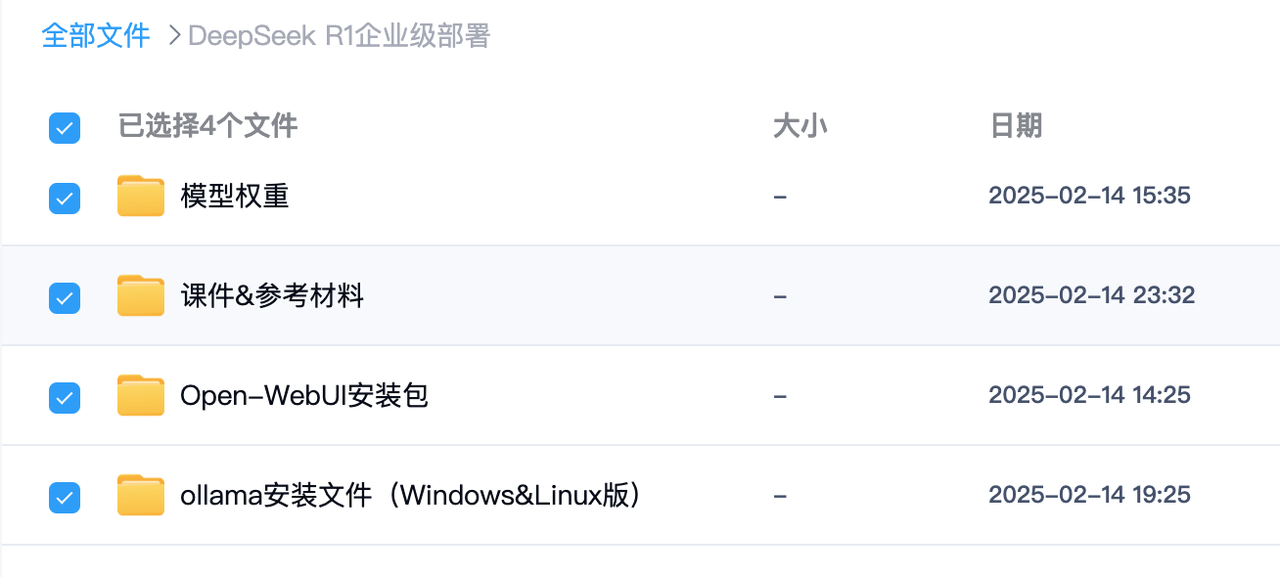 全部文件 > DeepSeek R1企业级部署
已选择4个文件 大小 日期
模型权重 – 2025-02-14 15:35
课件&参考材料 – 2025-02-14 23:32
Open-WebUI安装包 – 2025-02-14 14:25
ollama安装文件（Windows&Linux版） – 2025-02-14 19:25